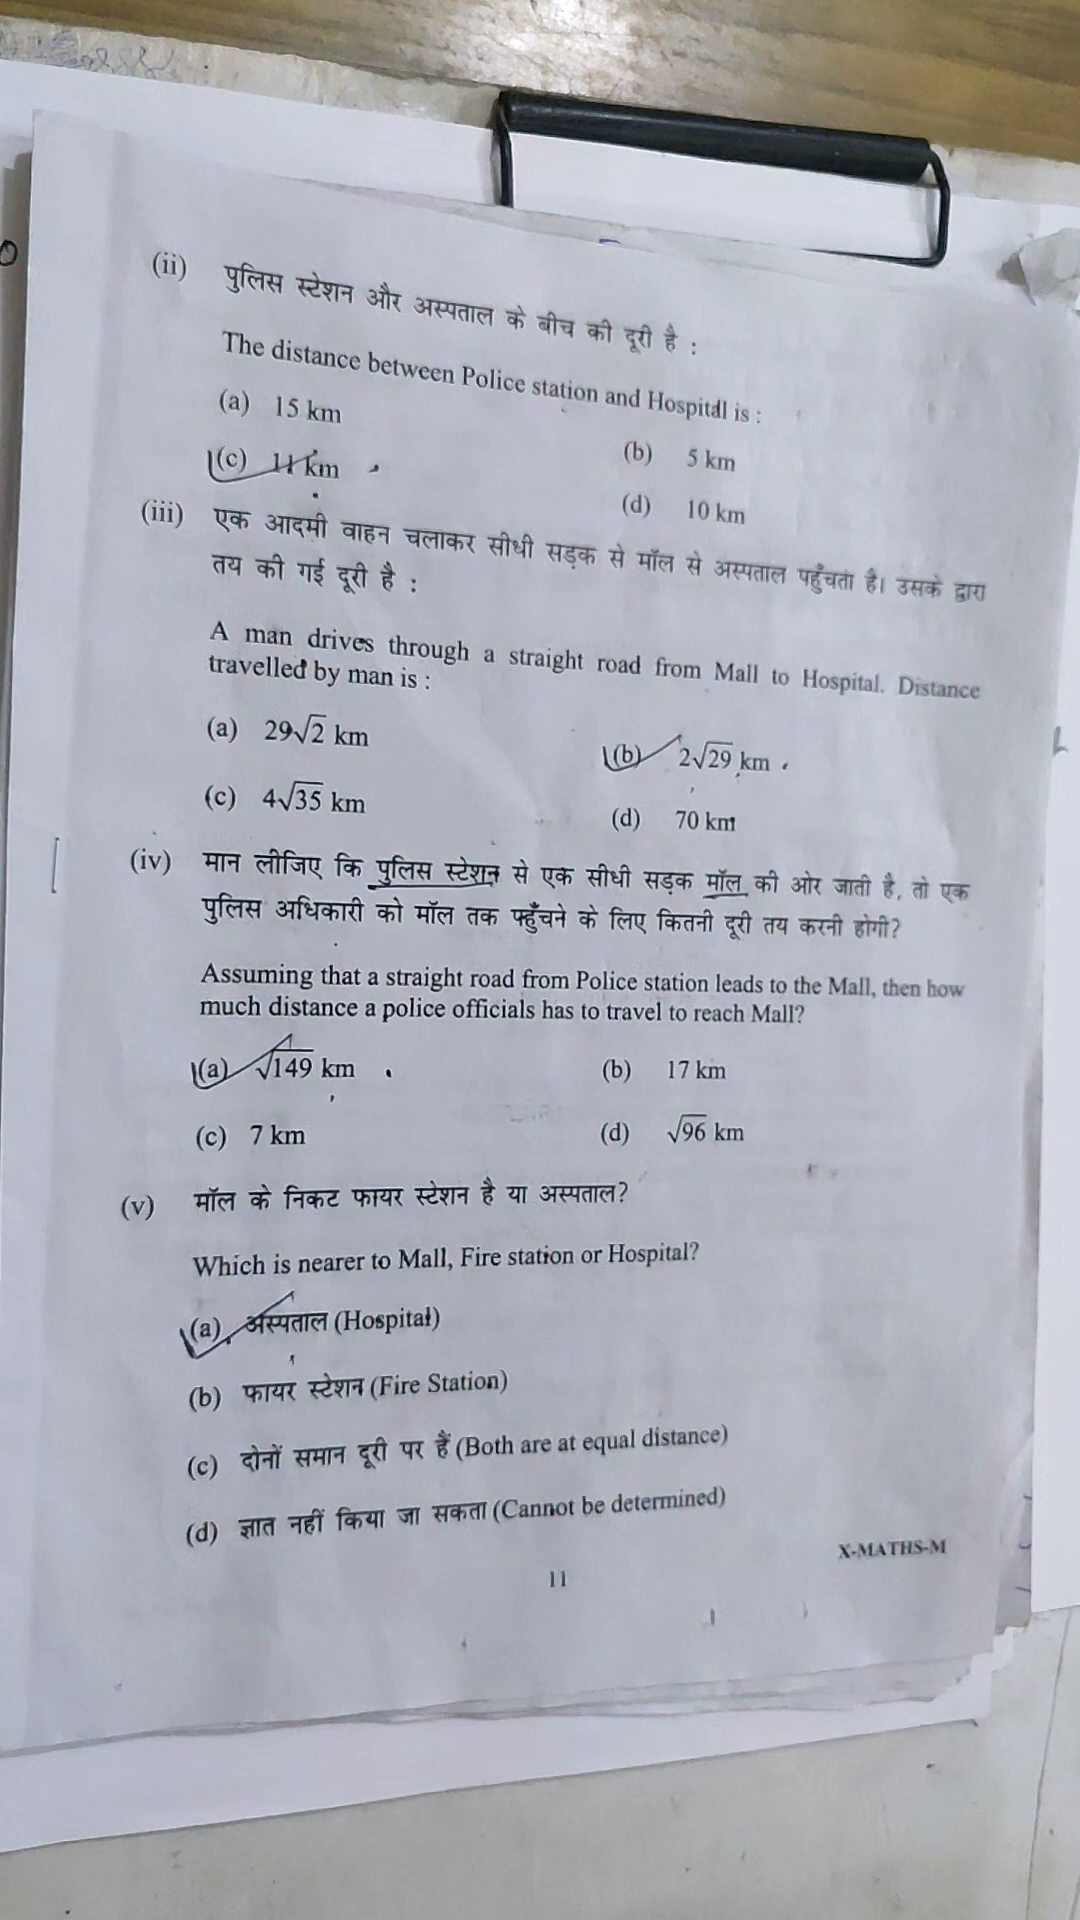 (ii) पुलिस स्टेशन और अस्पताल के बीच की दूरी है :
The distance between Police station and Hospital is :
(a) 15 km
(b) 5 km
(c) 11 km
(d) 10 km
(iii) एक आदमी वाहन चलाकर सीधी सड़क से मॉल से अस्पताल पहुँचता है। उसके द्वारा
तय की गई दूरी है :
A man drives through a straight road from Mall to Hospital. Distance
travelled by man is :
(a) 29√2 km
(b) 2√29 km
(c) 4√35 km
(d) 70 km
(iv) मान लीजिए कि पुलिस स्टेशन से एक सीधी सड़क मॉल की ओर जाती है, तो एक
पुलिस अधिकारी को मॉल तक पहुँचने के लिए कितनी दूरी तय करनी होगी?
Assuming that a straight road from Police station leads to the Mall, then how
much distance a police officials has to travel to reach Mall?
(a) √149 km
(b) 17 km
(c) 7 km
(d) √96 km
(v) मॉल के निकट फायर स्टेशन है या अस्पताल?
Which is nearer to Mall, Fire station or Hospital?
(a) अस्पताल (Hospital)
(b) फायर स्टेशन (Fire Station)
(c) दोनों समान दूरी पर हैं (Both are at equal distance)
(d) ज्ञात नहीं किया जा सकता (Cannot be determined)
X-MATHS-M
11